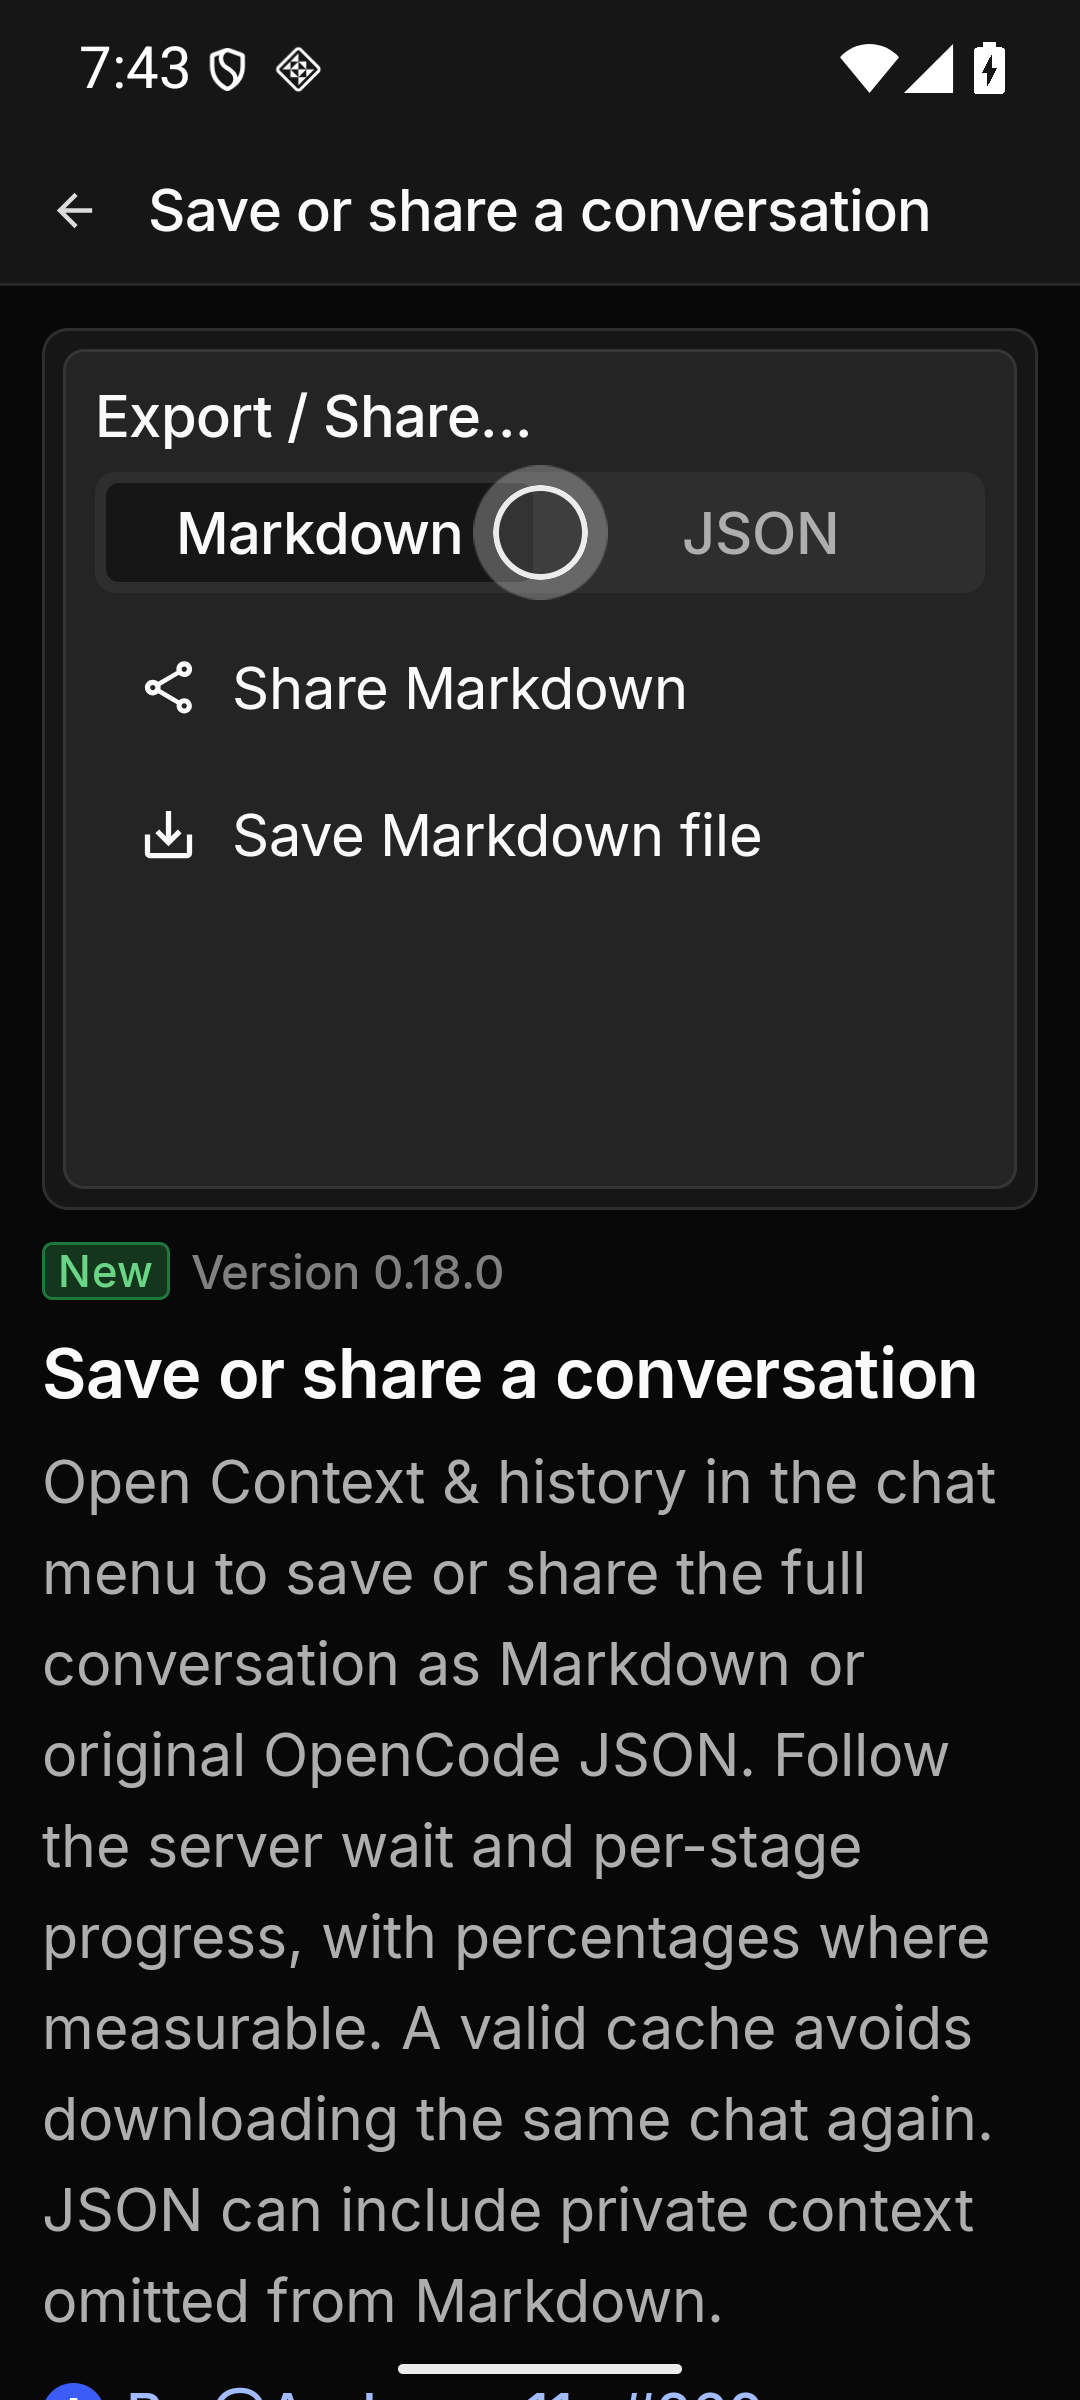 7:43
Save or share a conversation
Export / Share...
Markdown
JSON
Share Markdown
Save Markdown file
New Version 0.18.0
Save or share a conversation
Open Context & history in the chat
menu to save or share the full
conversation as Markdown or
original OpenCode JSON. Follow
the server wait and per-stage
progress, with percentages where
measurable. A valid cache avoids
downloading the same chat again.
JSON can include private context
omitted from Markdown.